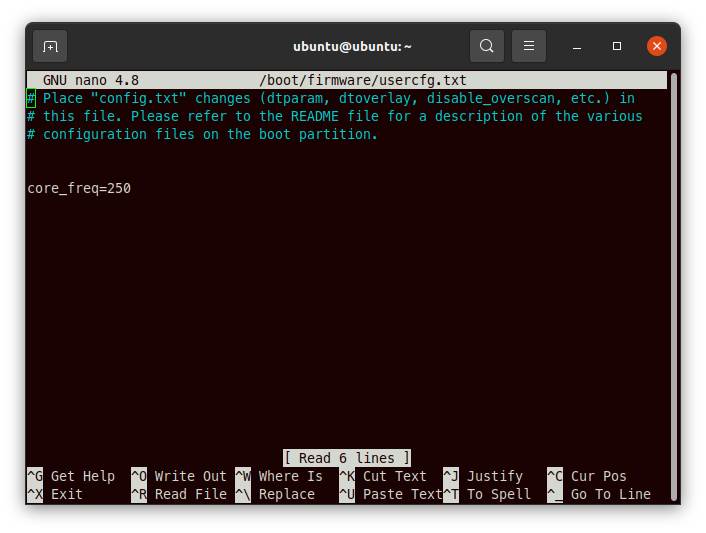 ubuntu@ubuntu: ~
GNU nano 4.8 /boot/firmware/usercfg.txt
# Place "config.txt" changes (dtparam, dtoverlay, disable_overscan, etc.) in
# this file. Please refer to the README file for a description of the various
# configuration files on the boot partition.
core_freq=250
[ Read 6 lines ]
^G Get Help ^O Write Out ^W Where Is ^K Cut Text ^J Justify ^C Cur Pos
^X Exit ^R Read File ^\ Replace ^U Paste Text ^T To Spell ^_ Go To Line